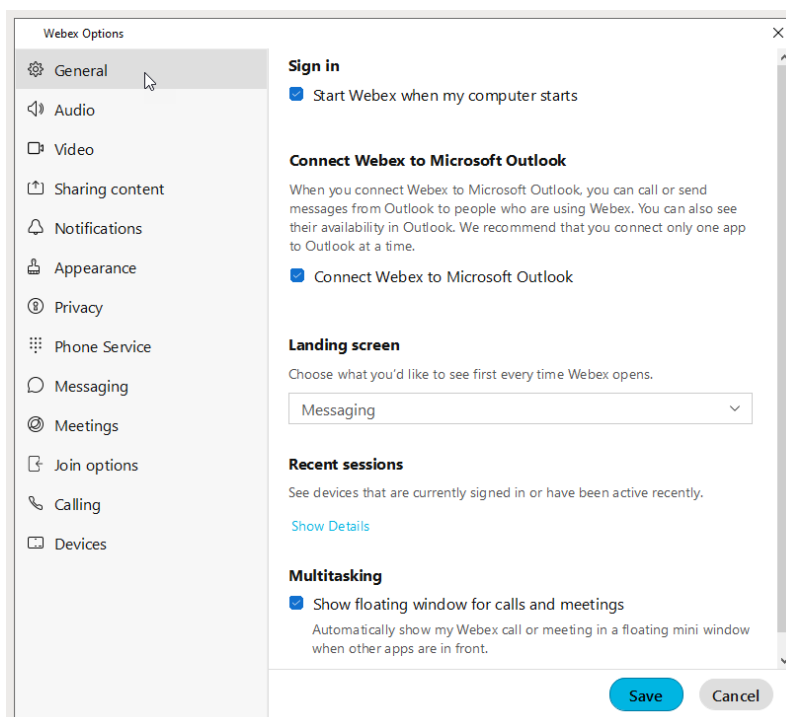 Webex Options
General
Audio
Video
Sharing content
Notifications
Appearance
Privacy
Phone Service
Messaging
Meetings
Join options
Calling
Devices
Sign in
Start Webex when my computer starts
Connect Webex to Microsoft Outlook
When you connect Webex to Microsoft Outlook, you can call or send
messages from Outlook to people who are using Webex. You can also see
their availability in Outlook. We recommend that you connect only one app
to Outlook at a time.
Connect Webex to Microsoft Outlook
Landing screen
Choose what you'd like to see first every time Webex opens.
Messaging
Recent sessions
See devices that are currently signed in or have been active recently.
Show Details
Multitasking
Show floating window for calls and meetings
Automatically show my Webex call or meeting in a floating mini window
when other apps are in front.
Save
Cancel